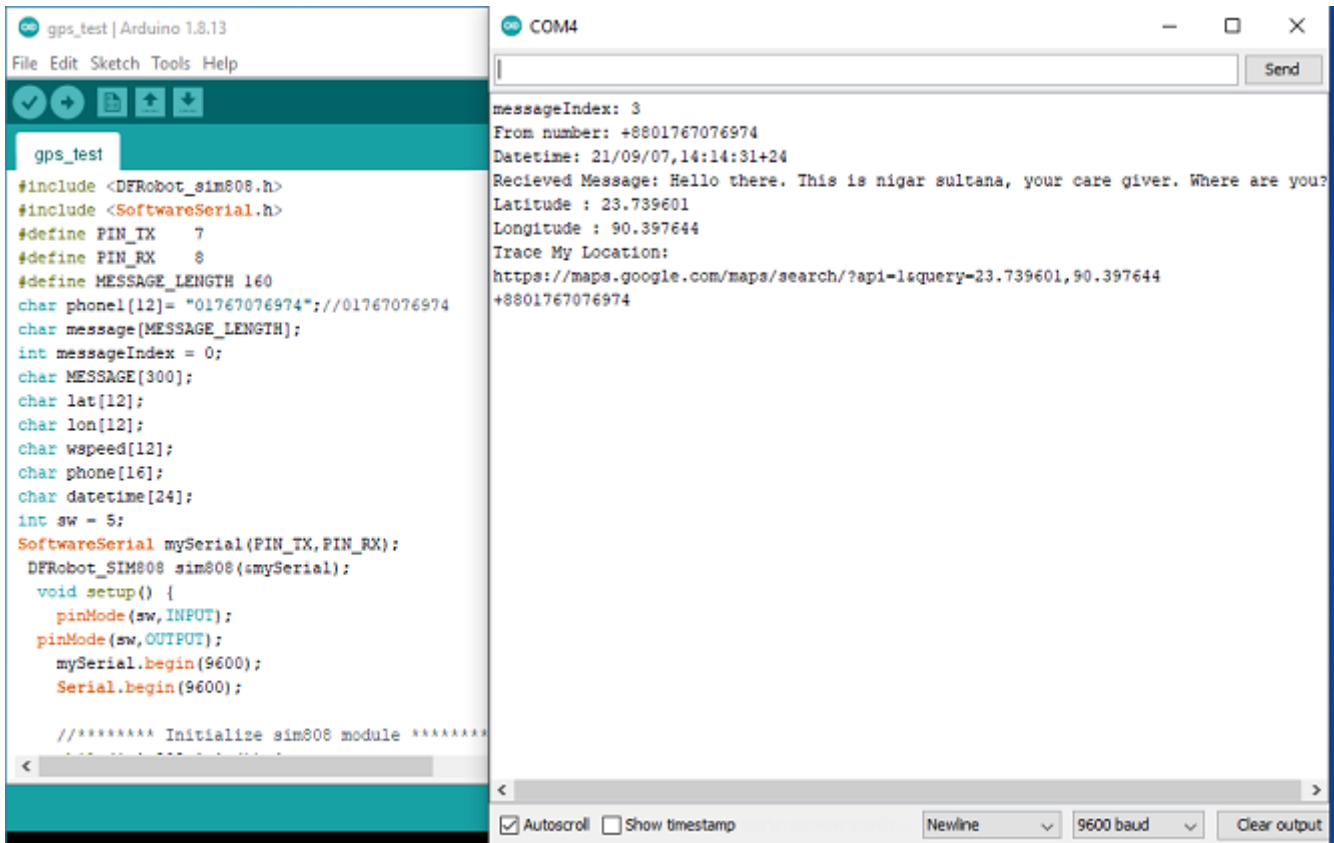 gps_test | Arduino 1.8.13
File Edit Sketch Tools Help
gps_test
#include <DFRobot_sim808.h>
#include <SoftwareSerial.h>
#define PIN_TX    7
#define PIN_RX    8
#define MESSAGE_LENGTH 160
char phone1[12]= "01767076974";//01767076974
char message[MESSAGE_LENGTH];
int messageIndex = 0;
char MESSAGE[300];
char lat[12];
char lon[12];
char wspeed[12];
char phone[16];
char datetime[24];
int sw = 5;
SoftwareSerial mySerial(PIN_TX,PIN_RX);
DFRobot_SIM808 sim808(&mySerial);
void setup() {
pinMode(sw,INPUT);
pinMode(sw,OUTPUT);
mySerial.begin(9600);
Serial.begin(9600);
//******** Initialize sim808 module ********
COM4
Send
messageIndex: 3
From number: +8801767076974
Datetime: 21/09/07,14:14:31+24
Recieved Message: Hello there. This is nigar sultana, your care giver. Where are you?
Latitude : 23.739601
Longitude : 90.397644
Trace My Location:
https://maps.google.com/maps/search/?api=1&query=23.739601,90.397644
+8801767076974
Autoscroll Show timestamp Newline 9600 baud Clear output